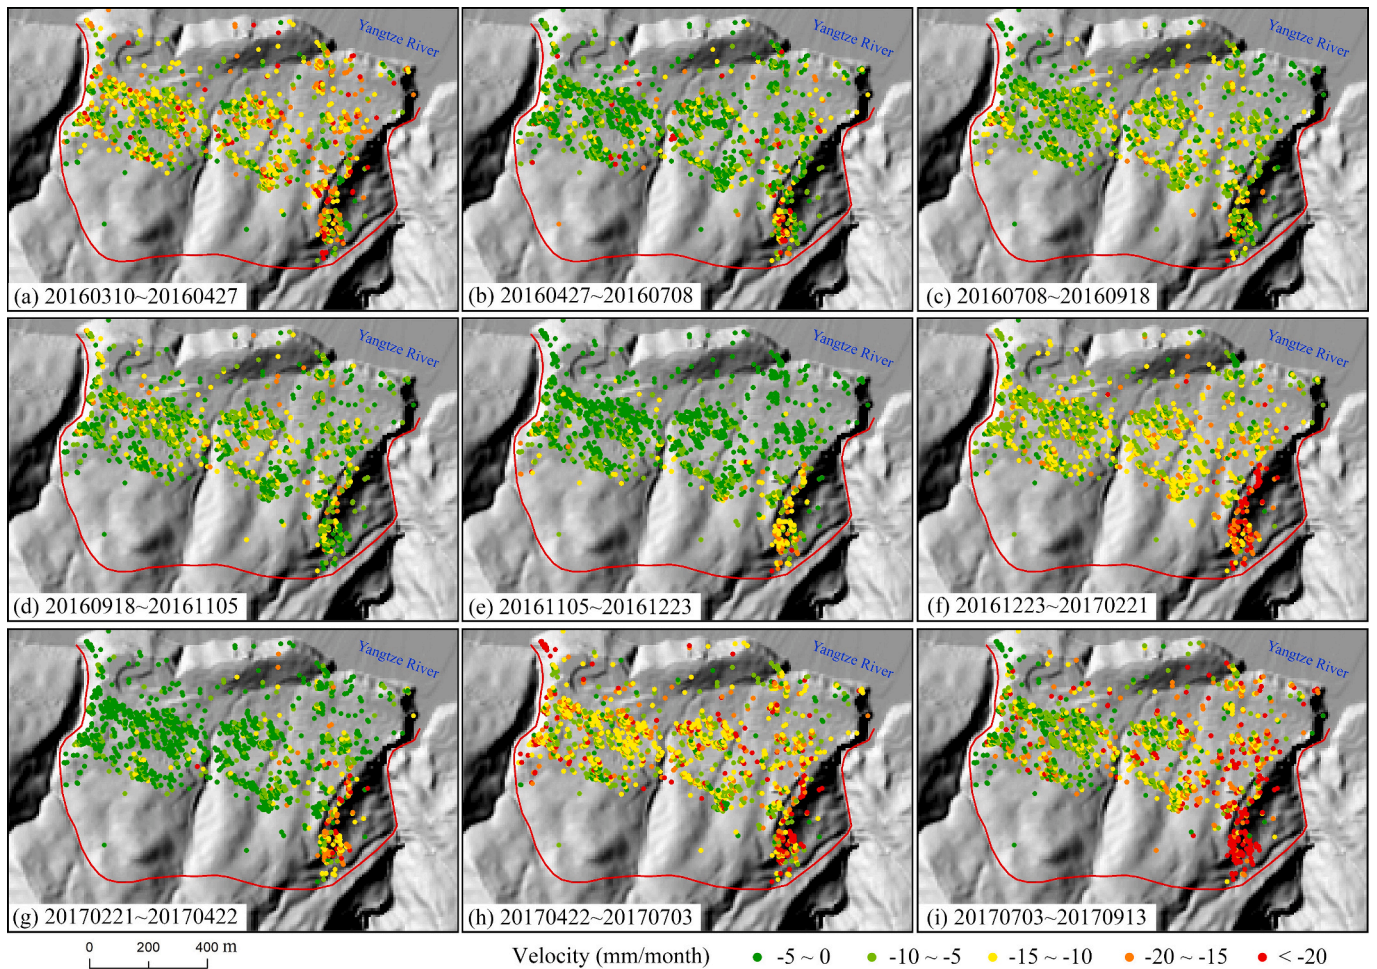 Yangtze River
(a) 20160310~20160427
Yangtze River
(b) 20160427~20160708
Yangtze River
(c) 20160708~20160918
Yangtze River
(d) 20160918~20161105
Yangtze River
(e) 20161105~20161223
Yangtze River
(f) 20161223~20170221
Yangtze River
(g) 20170221~20170422
Yangtze River
(h) 20170422~20170703
Yangtze River
(i) 20170703~20170913
0 200 400 m
Velocity (mm/month) -5 ~ 0 -10 ~ -5 -15 ~ -10 -20 ~ -15 < -20